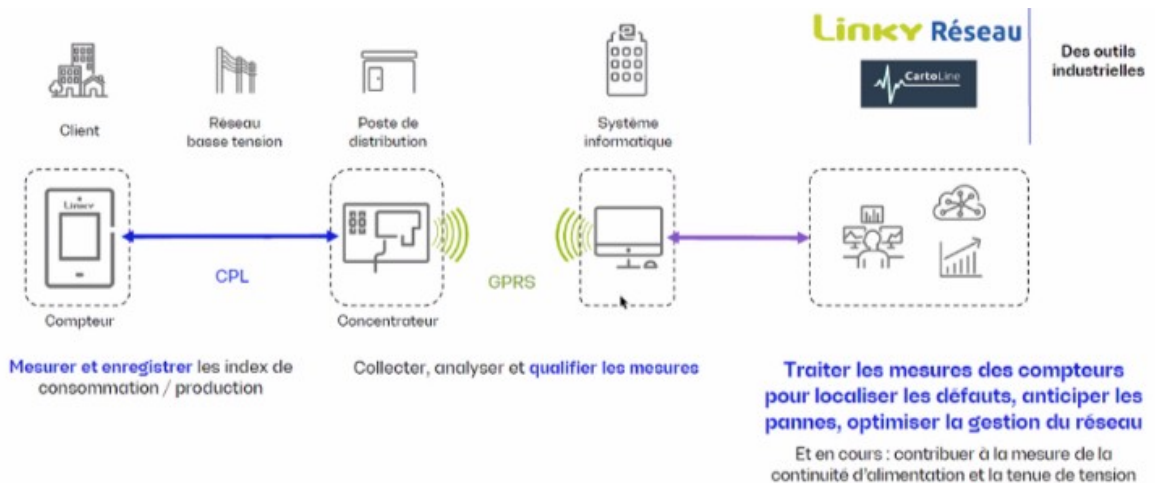 Linky Réseau
CartoLine
Des outils
industrielles
Client
Réseau
basse tension
Poste de
distribution
Système
informatique
Linky
CPL
GPRS
Compteur
Concentrateur
Mesurer et enregistrer les index de
consommation / production
Collecter, analyser et qualifier les mesures
Traiter les mesures des compteurs
pour localiser les défauts, anticiper les
pannes, optimiser la gestion du réseau
Et en cours : contribuer à la mesure de la
continuité d'alimentation et la tenue de tension